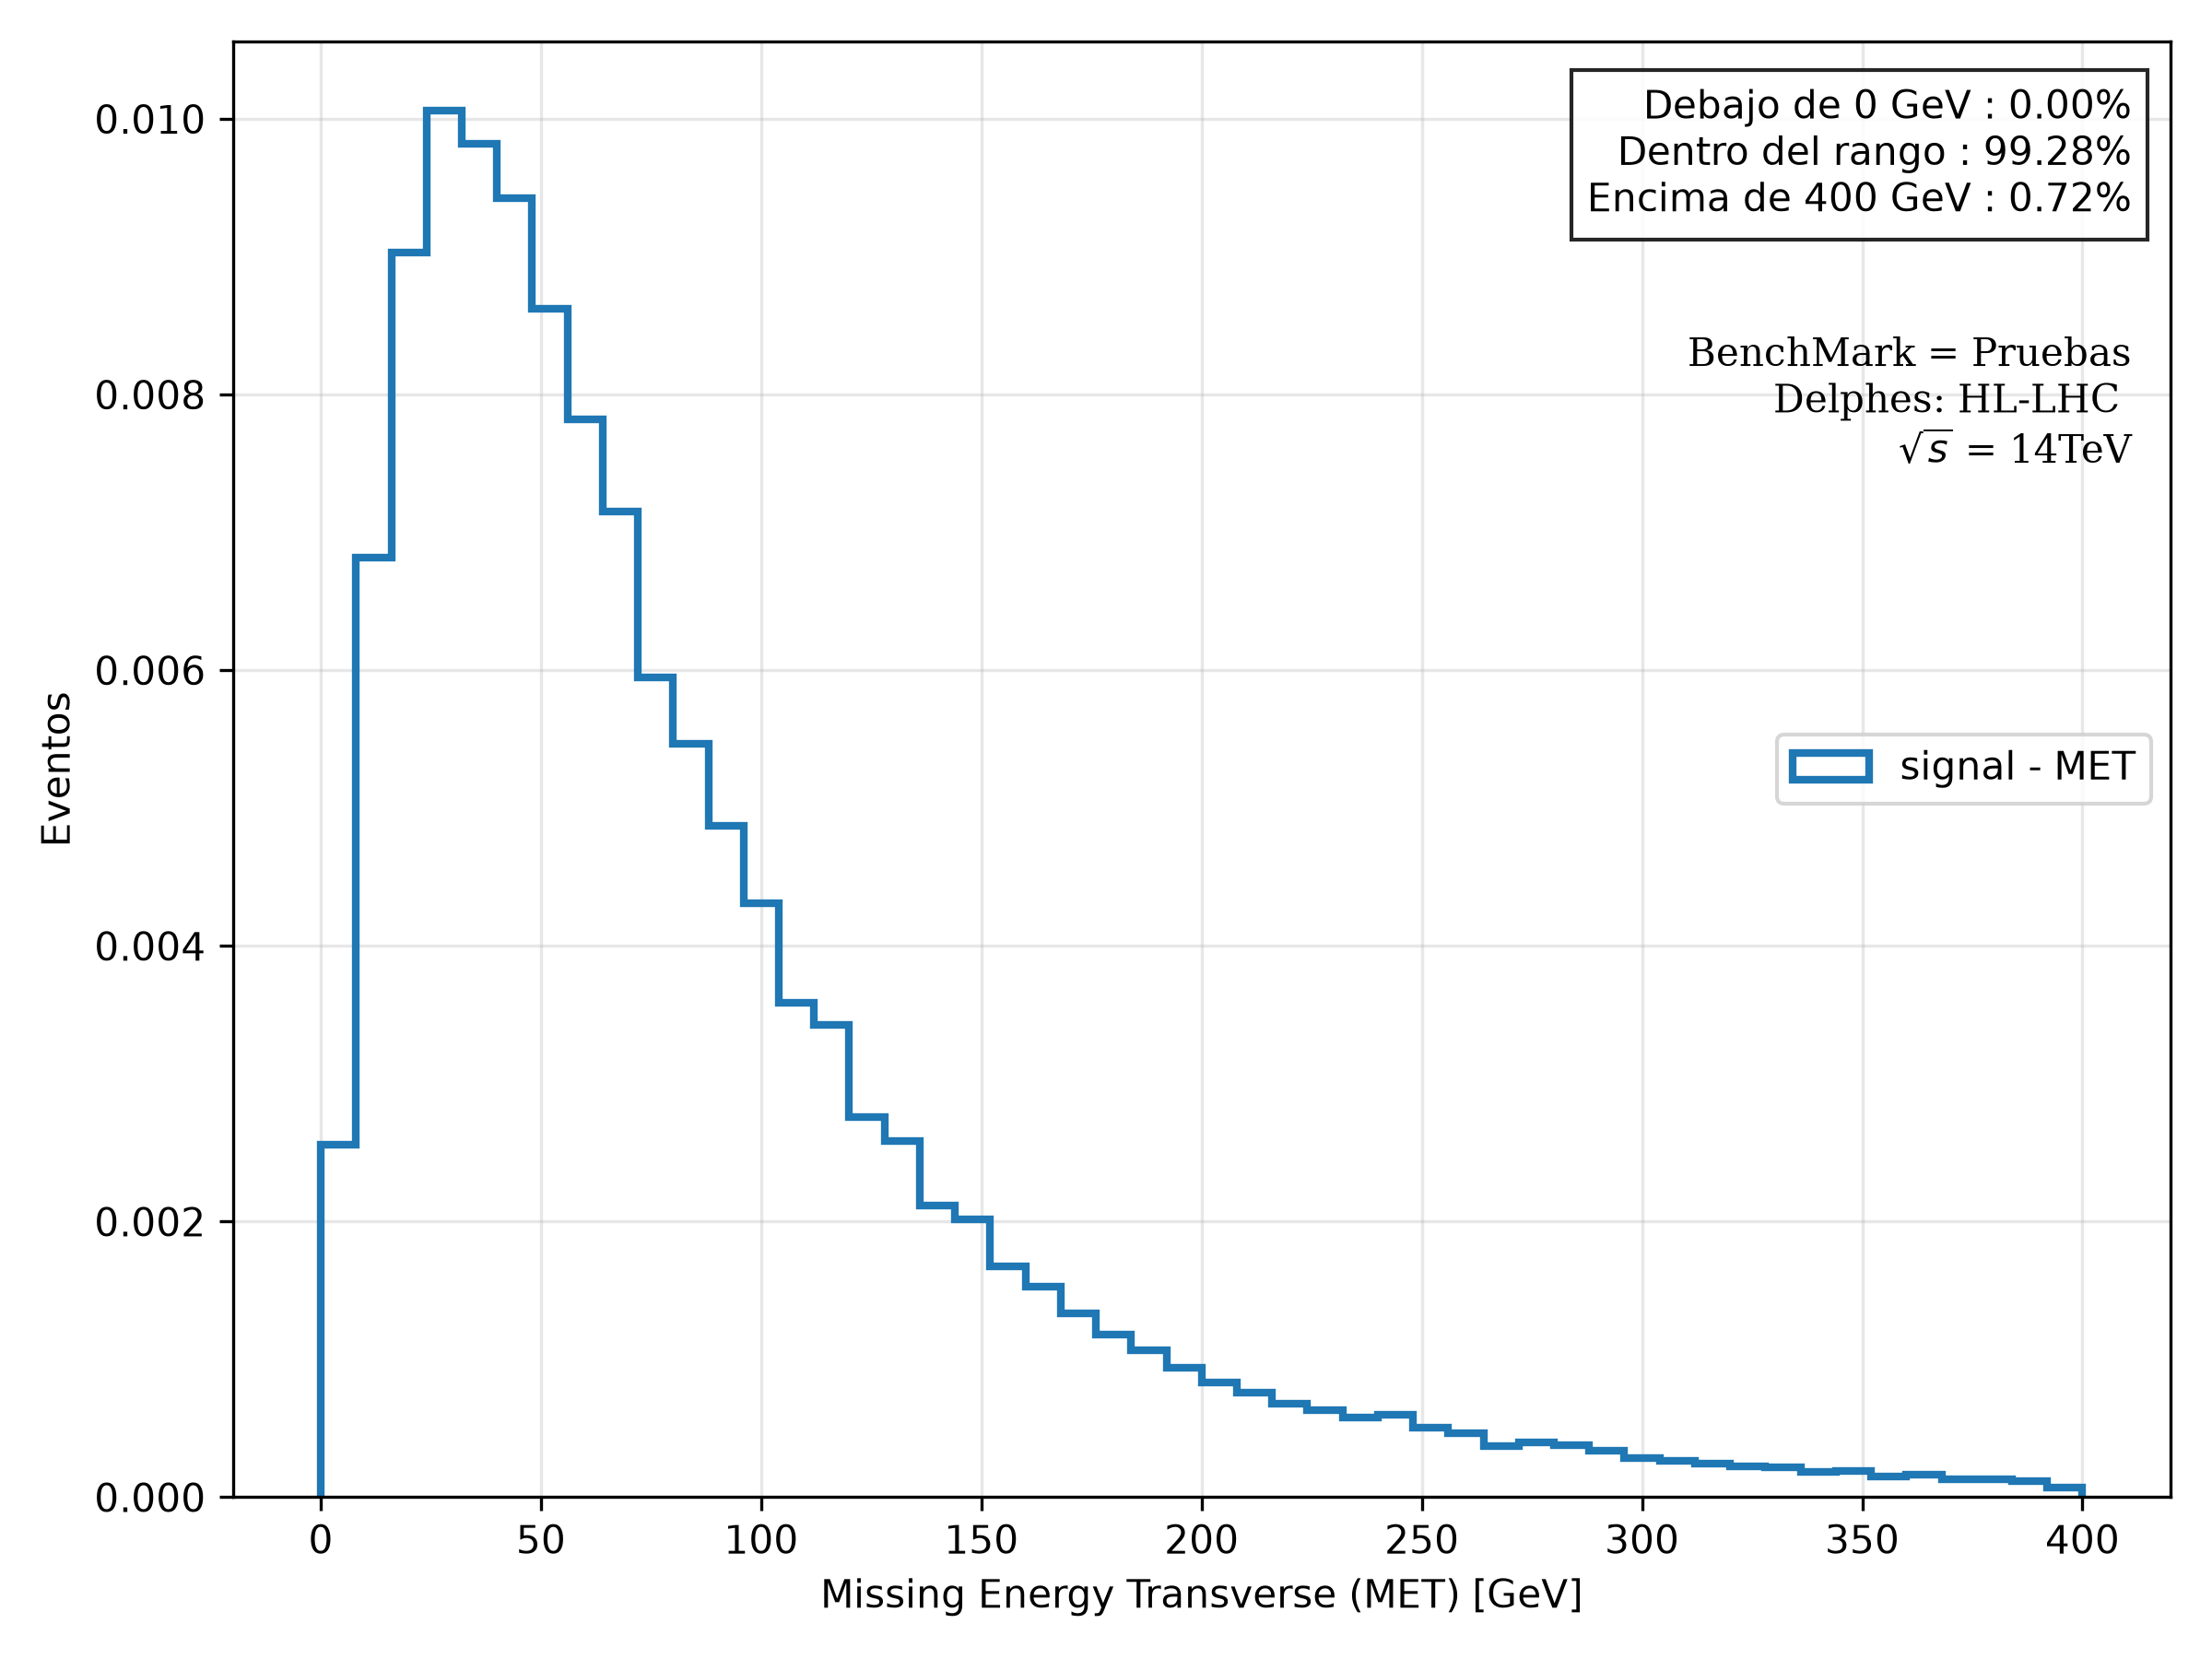 Debajo de 0 GeV : 0.00%
Dentro del rango : 99.28%
Encima de 400 GeV : 0.72%
BenchMark = Pruebas
Delphes: HL-LHC
√s = 14TeV
signal - MET
Eventos
0.010
0.008
0.006
0.004
0.002
0.000
0 50 100 150 200 250 300 350 400
Missing Energy Transverse (MET) [GeV]